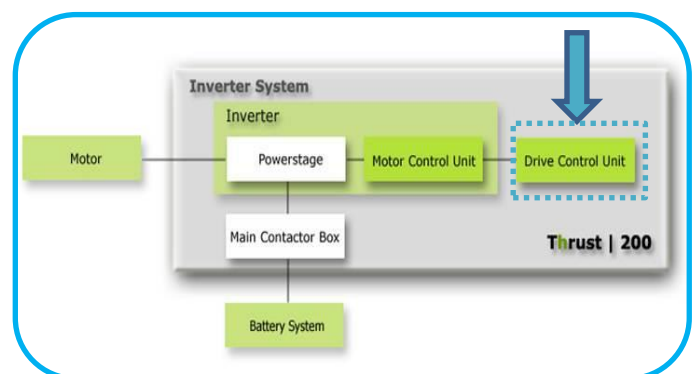 Inverter System
Inverter
Motor
Powerstage
Motor Control Unit
Drive Control Unit
Main Contactor Box
Thrust | 200
Battery System